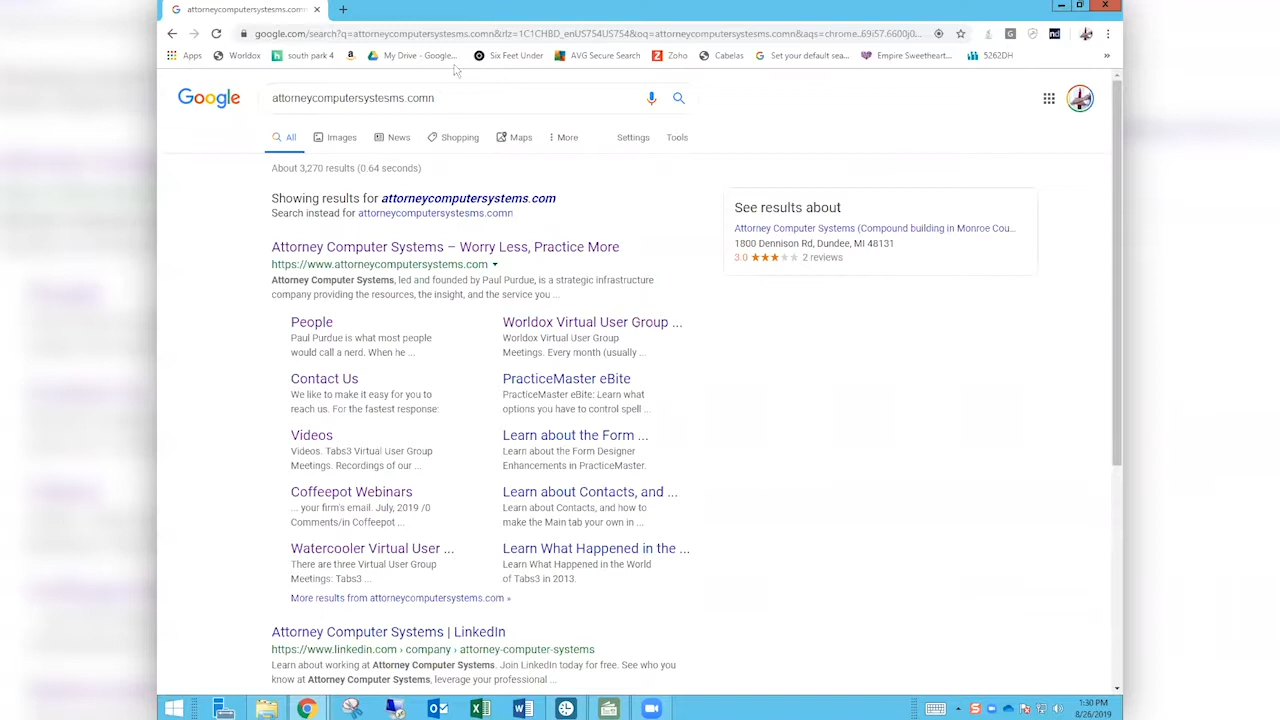 attorneycomputersystesms.comn
google.com/search?q=attorneycomputersystesms.comn&rlz=1C1CHBD_enUS754US754&oq=attorneycomputersystesms.comn&aqs=chrome..69i57.6600j0...
Apps Worldox south park 4 My Drive - Google... Six Feet Under AVG Secure Search Zoho Cabelas Set your default sea... Empire Sweetheart... 5262DH »
Google attorneycomputersystesms.comn
All Images News Shopping Maps More Settings Tools
About 3,270 results (0.64 seconds)
Showing results for attorneycomputersystems.com
Search instead for attorneycomputersystesms.comn
Attorney Computer Systems – Worry Less, Practice More
https://www.attorneycomputersystems.com
Attorney Computer Systems, led and founded by Paul Purdue, is a strategic infrastructure
company providing the resources, the insight, and the service you ...
People
Paul Purdue is what most people
would call a nerd. When he ...
Contact Us
We like to make it easy for you to
reach us. For the fastest response:
Videos
Videos. Tabs3 Virtual User Group
Meetings. Recordings of our ...
Coffeepot Webinars
... your firm's email. July, 2019 /0
Comments/in Coffeepot ...
Watercooler Virtual User ...
There are three Virtual User Group
Meetings: Tabs3 ...
Worldox Virtual User Group ...
Worldox Virtual User Group
Meetings. Every month (usually ...
PracticeMaster eBite
PracticeMaster eBite: Learn what
options you have to control spell ...
Learn about the Form ...
Learn about the Form Designer
Enhancements in PracticeMaster.
Learn about Contacts, and ...
Learn about Contacts, and how to
make the Main tab your own in ...
Learn What Happened in the ...
Learn What Happened in the World
of Tabs3 in 2013.
More results from attorneycomputersystems.com »
Attorney Computer Systems | LinkedIn
https://www.linkedin.com › company › attorney-computer-systems
Learn about working at Attorney Computer Systems. Join LinkedIn today for free. See who you
know at Attorney Computer Systems, leverage your professional ...
See results about
Attorney Computer Systems (Compound building in Monroe Cou...
1800 Dennison Rd, Dundee, MI 48131
3.0 2 reviews
1:30 PM
8/26/2019